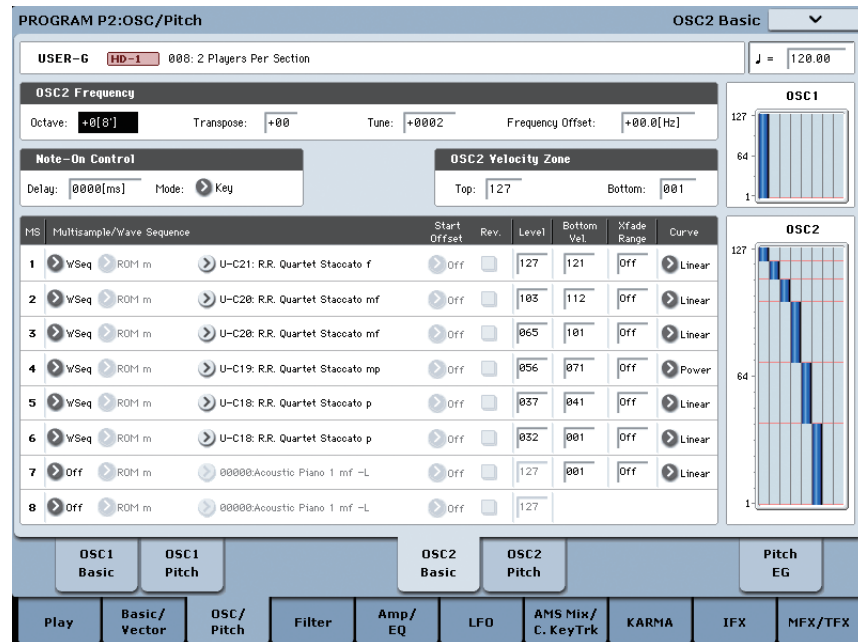 PROGRAM P2:OSC/Pitch OSC2 Basic
USER-G HD-1 008: 2 Players Per Section ♩ = 120.00
OSC2 Frequency
Octave: +0[8'] Transpose: +00 Tune: +0002 Frequency Offset: +00.0[Hz]
Note-On Control
Delay: 0000[ms] Mode: Key
OSC2 Velocity Zone
Top: 127 Bottom: 001
OSC1
127
64
1
MS Multisample/Wave Sequence Start Offset Rev. Level Bottom Vel. Xfade Range Curve
1 WSeq ROM m U-C21: R.R. Quartet Staccato f Off 127 121 Off Linear
2 WSeq ROM m U-C20: R.R. Quartet Staccato mf Off 103 112 Off Linear
3 WSeq ROM m U-C20: R.R. Quartet Staccato mf Off 065 101 Off Linear
4 WSeq ROM m U-C19: R.R. Quartet Staccato mp Off 056 071 Off Power
5 WSeq ROM m U-C18: R.R. Quartet Staccato p Off 037 041 Off Linear
6 WSeq ROM m U-C18: R.R. Quartet Staccato p Off 032 001 Off Linear
7 Off ROM m 00000:Acoustic Piano 1 mf -L Off 127 001 Off Linear
8 Off ROM m 00000:Acoustic Piano 1 mf -L Off 127
OSC2
127
64
1
OSC1 Basic
OSC1 Pitch
OSC2 Basic
OSC2 Pitch
Pitch EG
Play
Basic/ Vector
OSC/ Pitch
Filter
Amp/ EQ
LFO
AMS Mix/ C. KeyTrk
KARMA
IFX
MFX/TFX